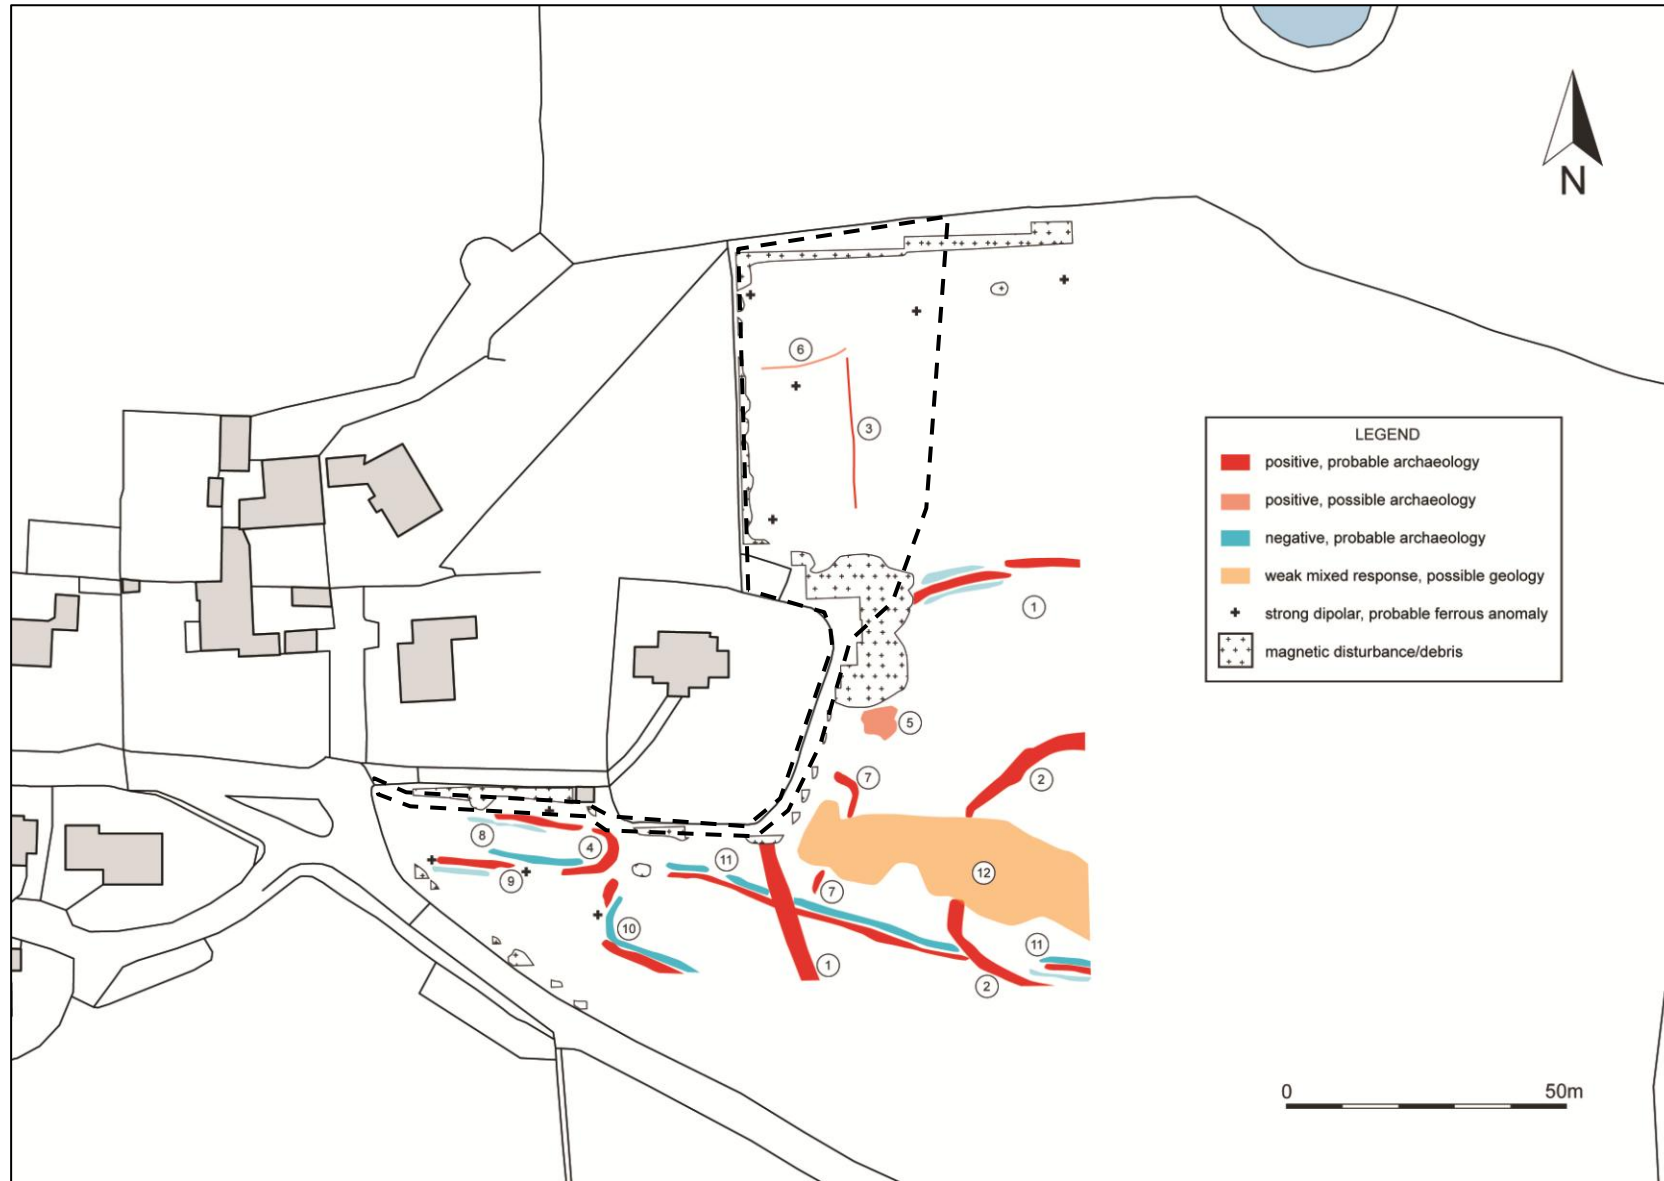 N
6
3
LEGEND
positive, probable archaeology
positive, possible archaeology
negative, probable archaeology
weak mixed response, possible geology
strong dipolar, probable ferrous anomaly
magnetic disturbance/debris
1
5
7
2
8
4
11
12
9
7
10
11
1
2
0 50m